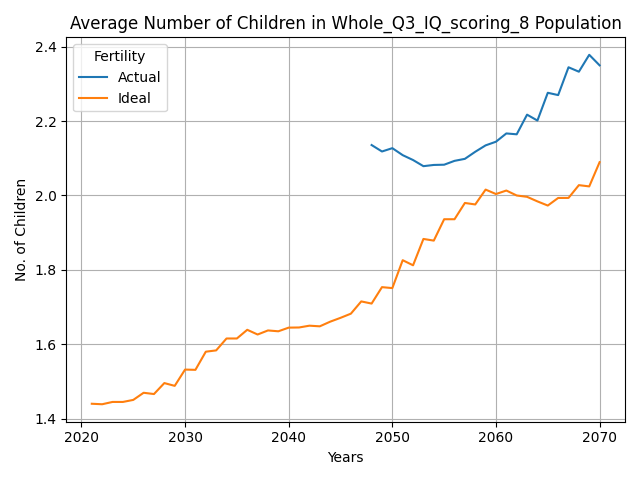 Average Number of Children in Whole_Q3_IQ_scoring_8 Population
Fertility
Actual
Ideal
No. of Children
2.4
2.2
2.0
1.8
1.6
1.4
2020 2030 2040 2050 2060 2070
Years